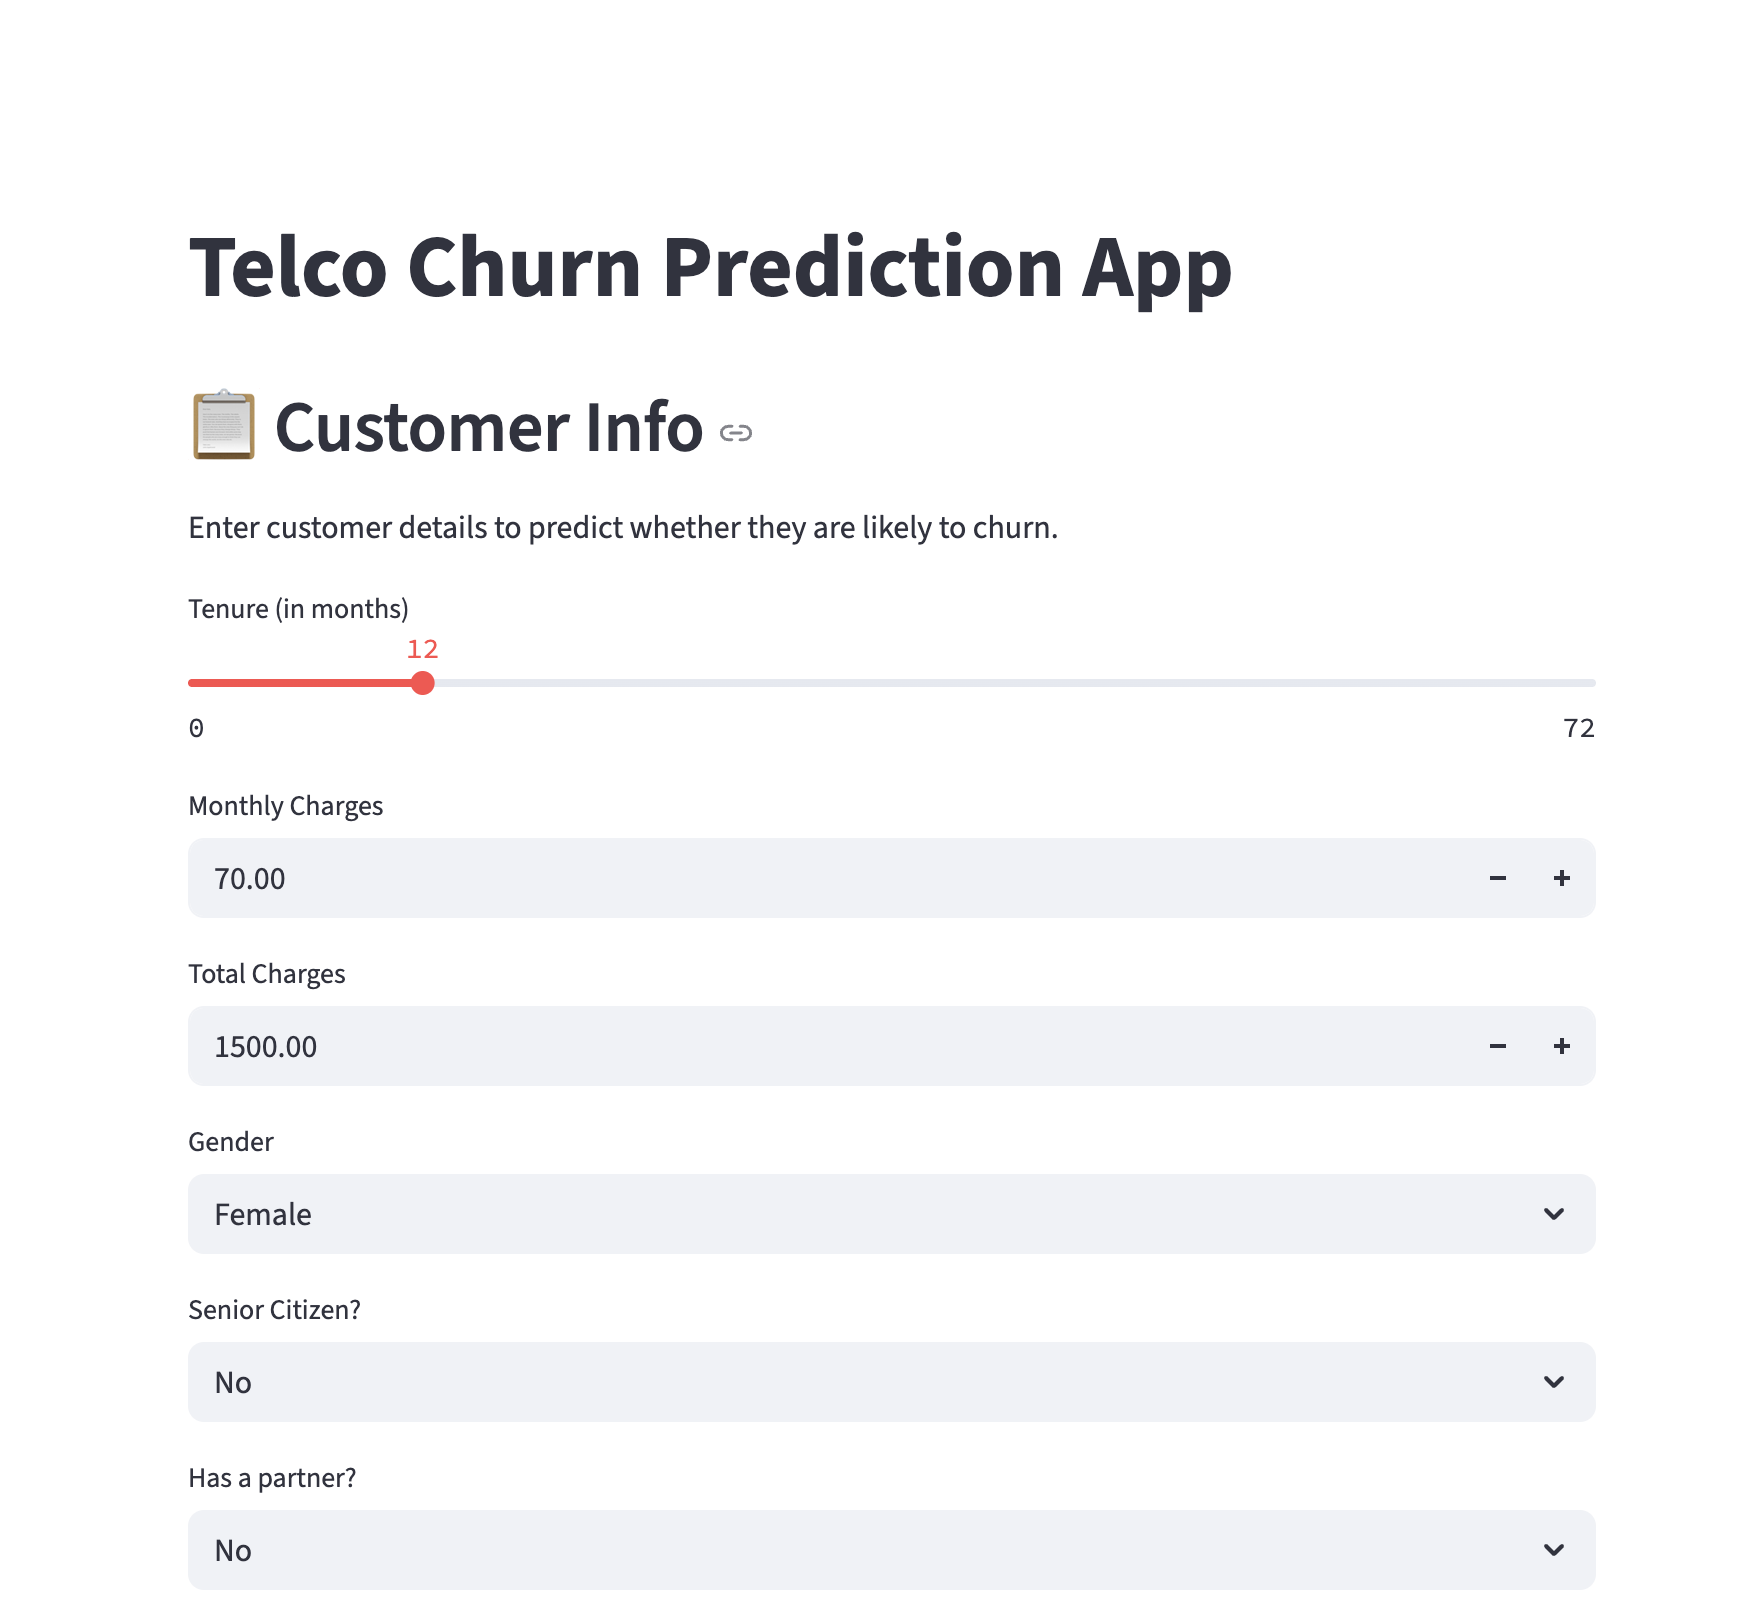 Telco Churn Prediction App
Customer Info
Enter customer details to predict whether they are likely to churn.
Tenure (in months)
12
0
72
Monthly Charges
70.00
Total Charges
1500.00
Gender
Female
Senior Citizen?
No
Has a partner?
No